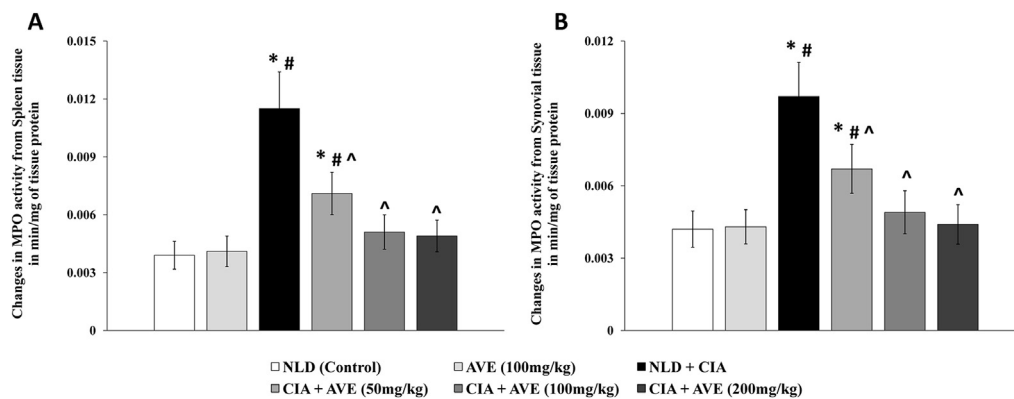 A
Changes in MPO activity from Spleen tissue
in min/mg of tissue protein
0.015
0.012
0.009
0.006
0.003
0
* #
* # ^
^
^
B
Changes in MPO activity from Synovial tissue
in min/mg of tissue protein
0.012
0.009
0.006
0.003
0
* #
* # ^
^
^
NLD (Control) AVE (100mg/kg) NLD + CIA
CIA + AVE (50mg/kg) CIA + AVE (100mg/kg) CIA + AVE (200mg/kg)